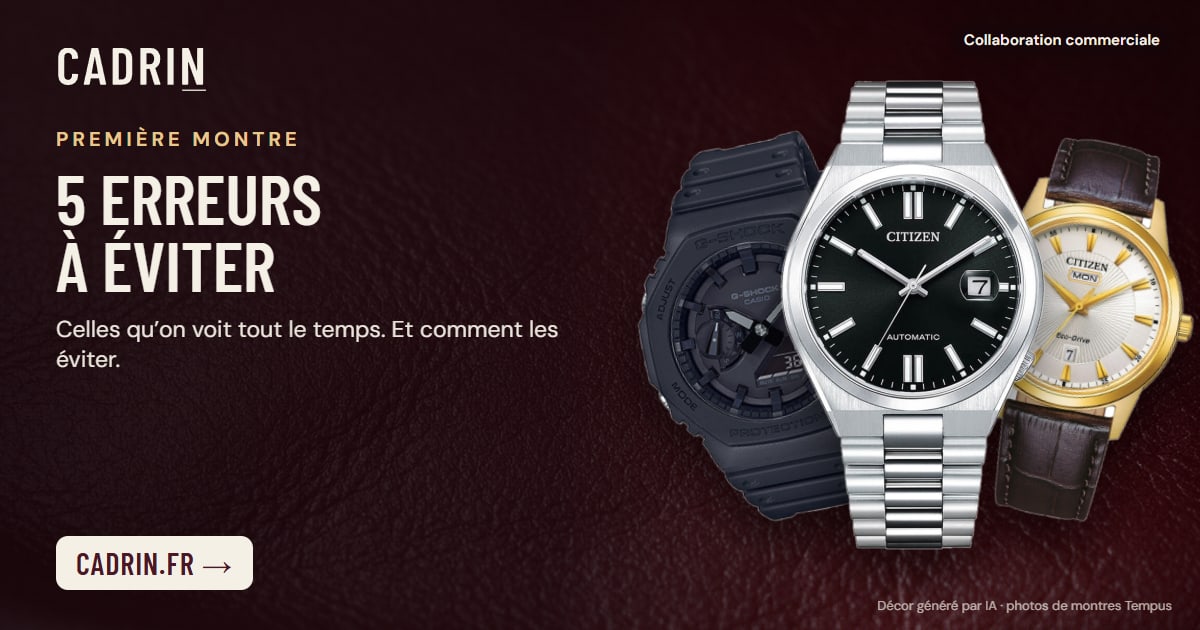 CADRIN
Collaboration commerciale
PREMIÈRE MONTRE
5 ERREURS
À ÉVITER
Celles qu’on voit tout le temps. Et comment les
éviter.
G-SHOCK
ADJUST
G-SHOCK
CASIO
MODE
PROTECTION
CITIZEN
7
AUTOMATIC
CITIZEN
MON
Eco-Drive
7
CADRIN.FR →
Décor généré par IA · photos de montres Tempus